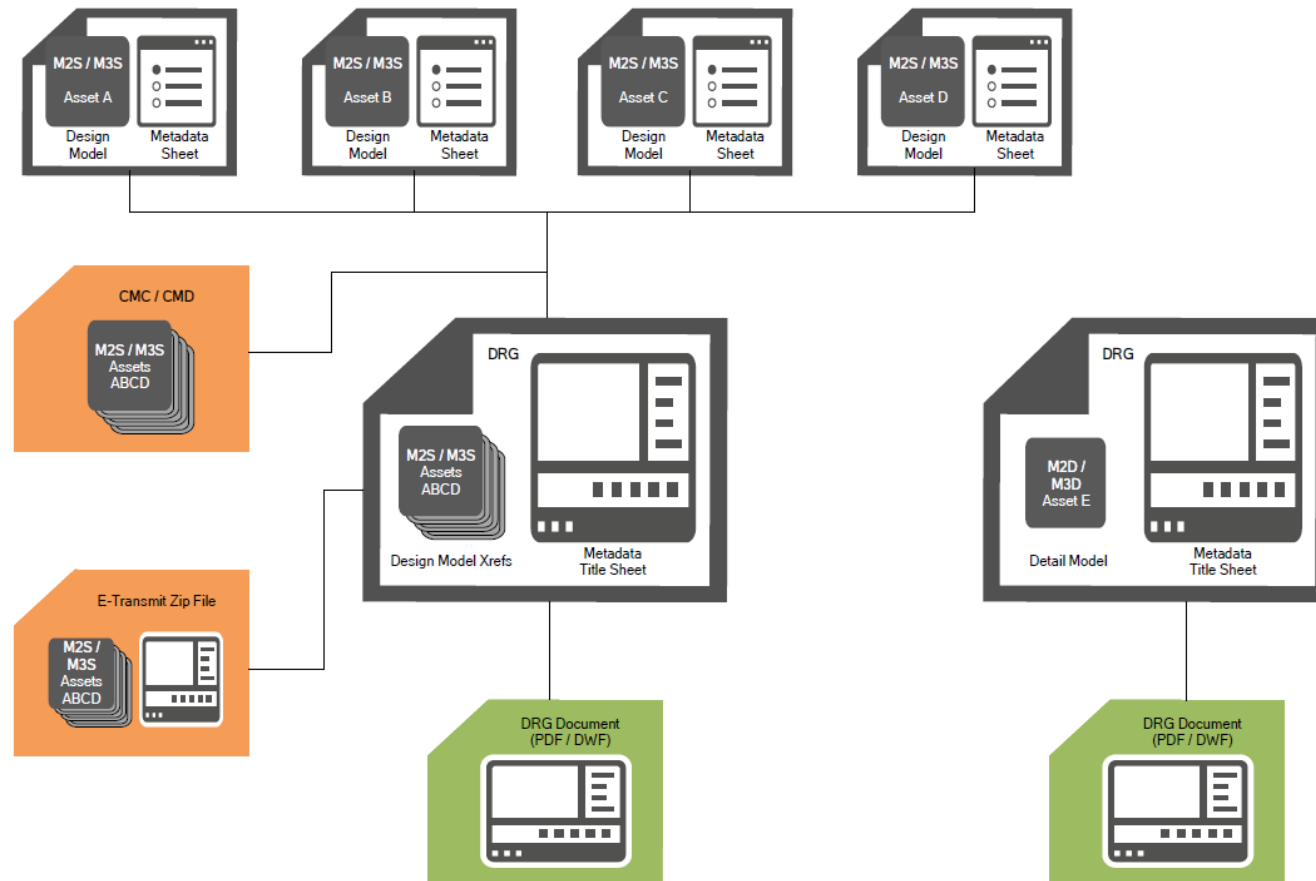 M2S / M3S
Asset A
Design
Model
Metadata
Sheet
M2S / M3S
Asset B
Design
Model
Metadata
Sheet
M2S / M3S
Asset C
Design
Model
Metadata
Sheet
M2S / M3S
Asset D
Design
Model
Metadata
Sheet
CMC / CMD
M2S / M3S
Assets
ABCD
DRG
M2S / M3S
Assets
ABCD
Design Model Xrefs
Metadata
Title Sheet
DRG
M2D /
M3D
Asset E
Detail Model
Metadata
Title Sheet
E-Transmit Zip File
M2S /
M3S
Assets
ABCD
DRG Document
(PDF / DWF)
DRG Document
(PDF / DWF)